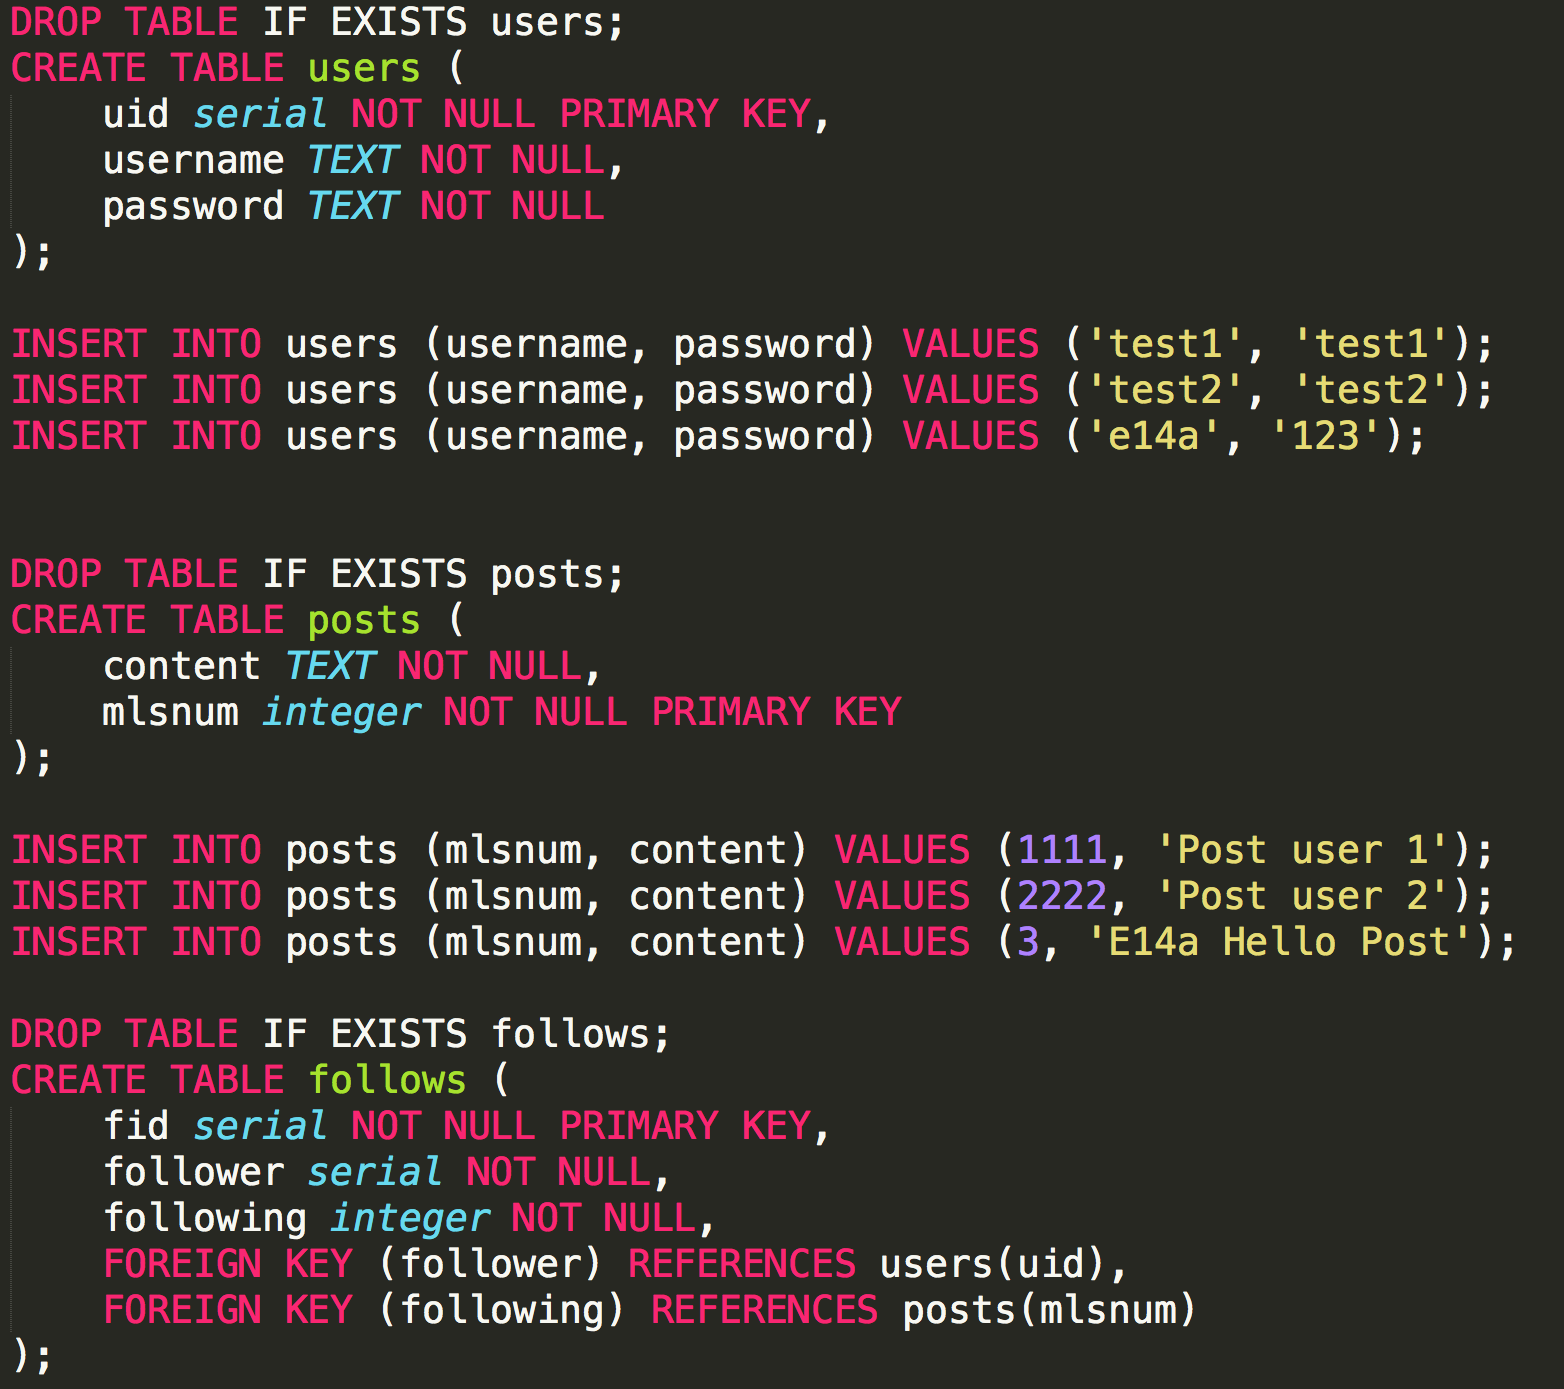 DROP TABLE IF EXISTS users;
CREATE TABLE users (
    uid serial NOT NULL PRIMARY KEY,
    username TEXT NOT NULL,
    password TEXT NOT NULL
);
INSERT INTO users (username, password) VALUES ('test1', 'test1');
INSERT INTO users (username, password) VALUES ('test2', 'test2');
INSERT INTO users (username, password) VALUES ('e14a', '123');
DROP TABLE IF EXISTS posts;
CREATE TABLE posts (
    content TEXT NOT NULL,
    mlsnum integer NOT NULL PRIMARY KEY
);
INSERT INTO posts (mlsnum, content) VALUES (1111, 'Post user 1');
INSERT INTO posts (mlsnum, content) VALUES (2222, 'Post user 2');
INSERT INTO posts (mlsnum, content) VALUES (3, 'E14a Hello Post');
DROP TABLE IF EXISTS follows;
CREATE TABLE follows (
    fid serial NOT NULL PRIMARY KEY,
    follower serial NOT NULL,
    following integer NOT NULL,
    FOREIGN KEY (follower) REFERENCES users(uid),
    FOREIGN KEY (following) REFERENCES posts(mlsnum)
);